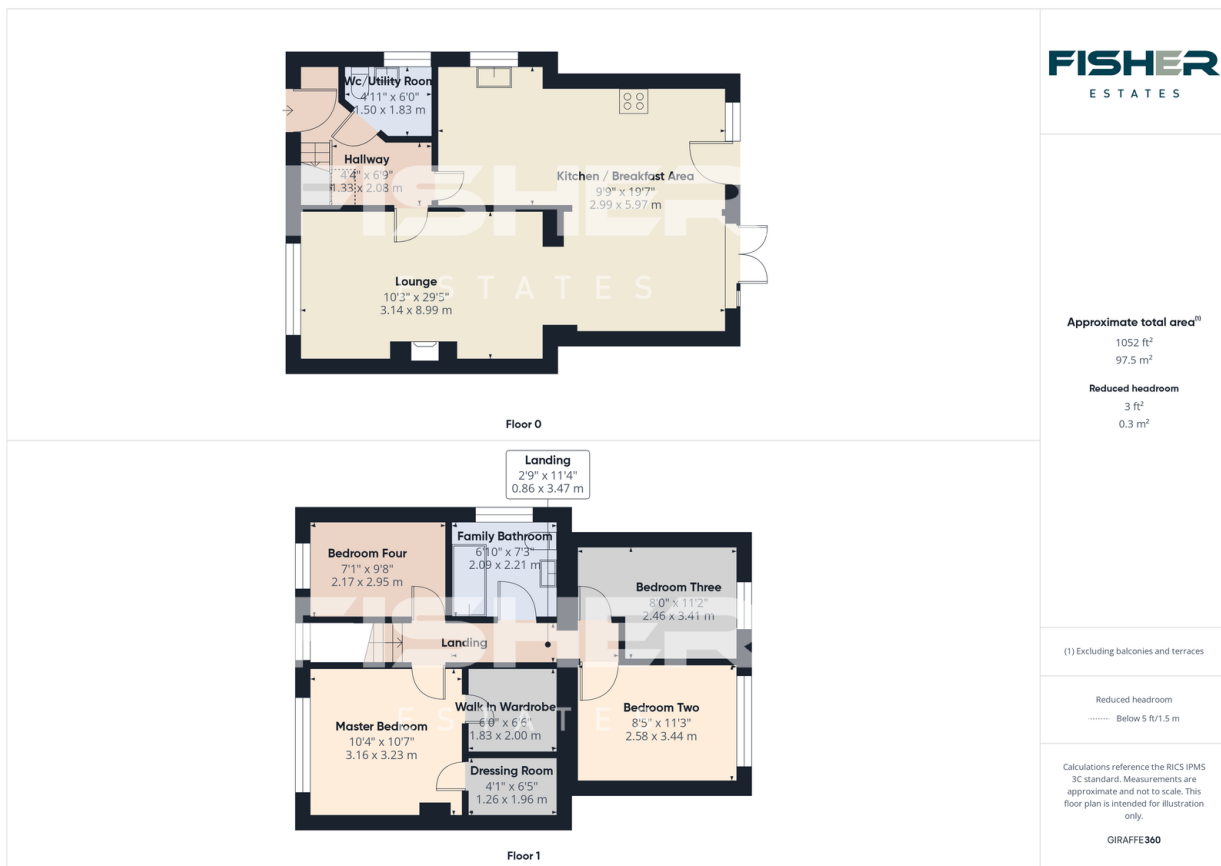 Wc/Utility Room
4'11" x 6'0"
1.50 x 1.83 m
Hallway
4'4" x 6'9"
1.33 x 2.08 m
Kitchen / Breakfast Area
9'9" x 19'7"
2.99 x 5.97 m
Lounge
10'3" x 29'5"
3.14 x 8.99 m
FISHER
ESTATES
Floor 0
Landing
2'9" x 11'4"
0.86 x 3.47 m
Bedroom Four
7'1" x 9'8"
2.17 x 2.95 m
Family Bathroom
6'10" x 7'3"
2.09 x 2.21 m
Bedroom Three
8'0" x 11'2"
2.46 x 3.41 m
Landing
Master Bedroom
10'4" x 10'7"
3.16 x 3.23 m
Walk In Wardrobe
6'0" x 6'6"
1.83 x 2.00 m
Bedroom Two
8'5" x 11'3"
2.58 x 3.44 m
Dressing Room
4'1" x 6'5"
1.26 x 1.96 m
FISHER
ESTATES
Floor 1
FISHER
ESTATES
Approximate total area(1)
1052 ft²
97.5 m²
Reduced headroom
3 ft²
0.3 m²
(1) Excluding balconies and terraces
Reduced headroom
Below 5 ft/1.5 m
Calculations reference the RICS IPMS
3C standard. Measurements are
approximate and not to scale. This
floor plan is intended for illustration
only.
GIRAFFE360